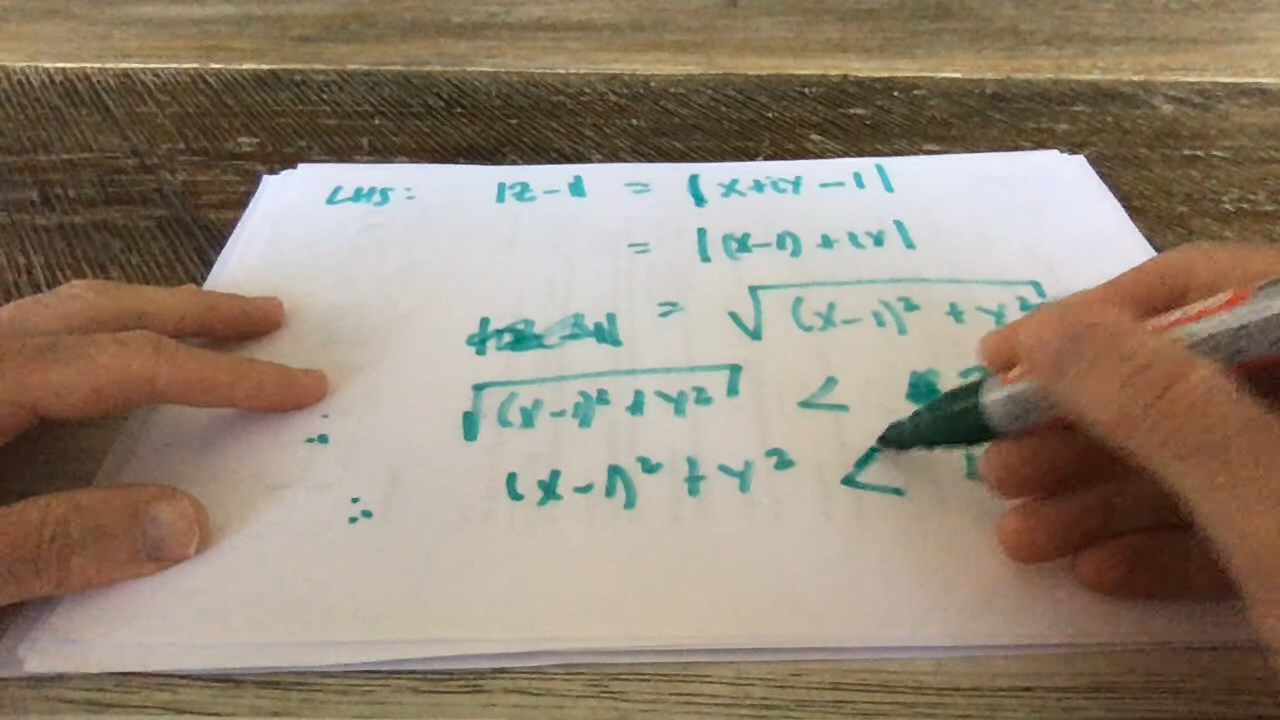 LHS: |z-1| = |x+iy-1|
= |(x-1)+iy|
= √((x-1)² + y²)
∴ √((x-1)² + y²) <
∴ (x-1)² + y² <